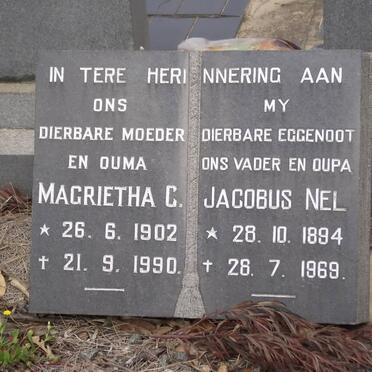 IN TERE HERINNERING AAN
ONS
DIERBARE MOEDER
EN OUMA
MAGRIETHA C.
* 26. 6. 1902
† 21. 9. 1990.
MY
DIERBARE EGGENOOT
ONS VADER EN OUPA
JACOBUS NEL
* 28. 10. 1894
† 28. 7. 1969.